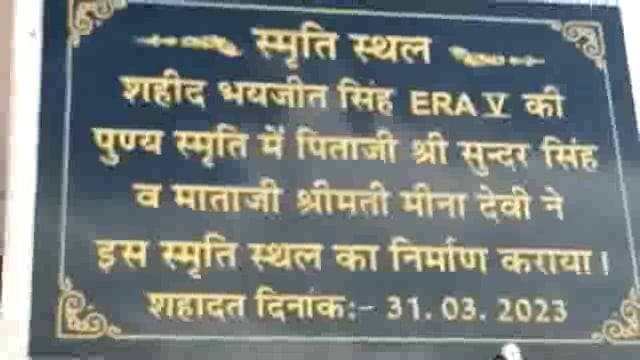 स्मृति स्थल
शहीद भयजीत सिंह ERA V की
पुण्य स्मृति में पिताजी श्री सुन्दर सिंह
व माताजी श्रीमती मीना देवी ने
इस स्मृति स्थल का निर्माण कराया।
शहादत दिनांक:- 31. 03. 2023